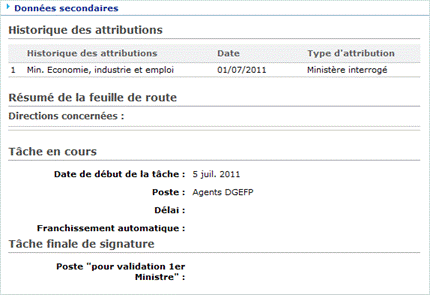 Données secondaires
Historique des attributions
Historique des attributions Date Type d'attribution
1 Min. Economie, industrie et emploi 01/07/2011 Ministère interrogé
Résumé de la feuille de route
Directions concernées :
Tâche en cours
Date de début de la tâche : 5 juil. 2011
Poste : Agents DGEFP
Délai :
Franchissement automatique :
Tâche finale de signature
Poste "pour validation 1er
Ministre" :